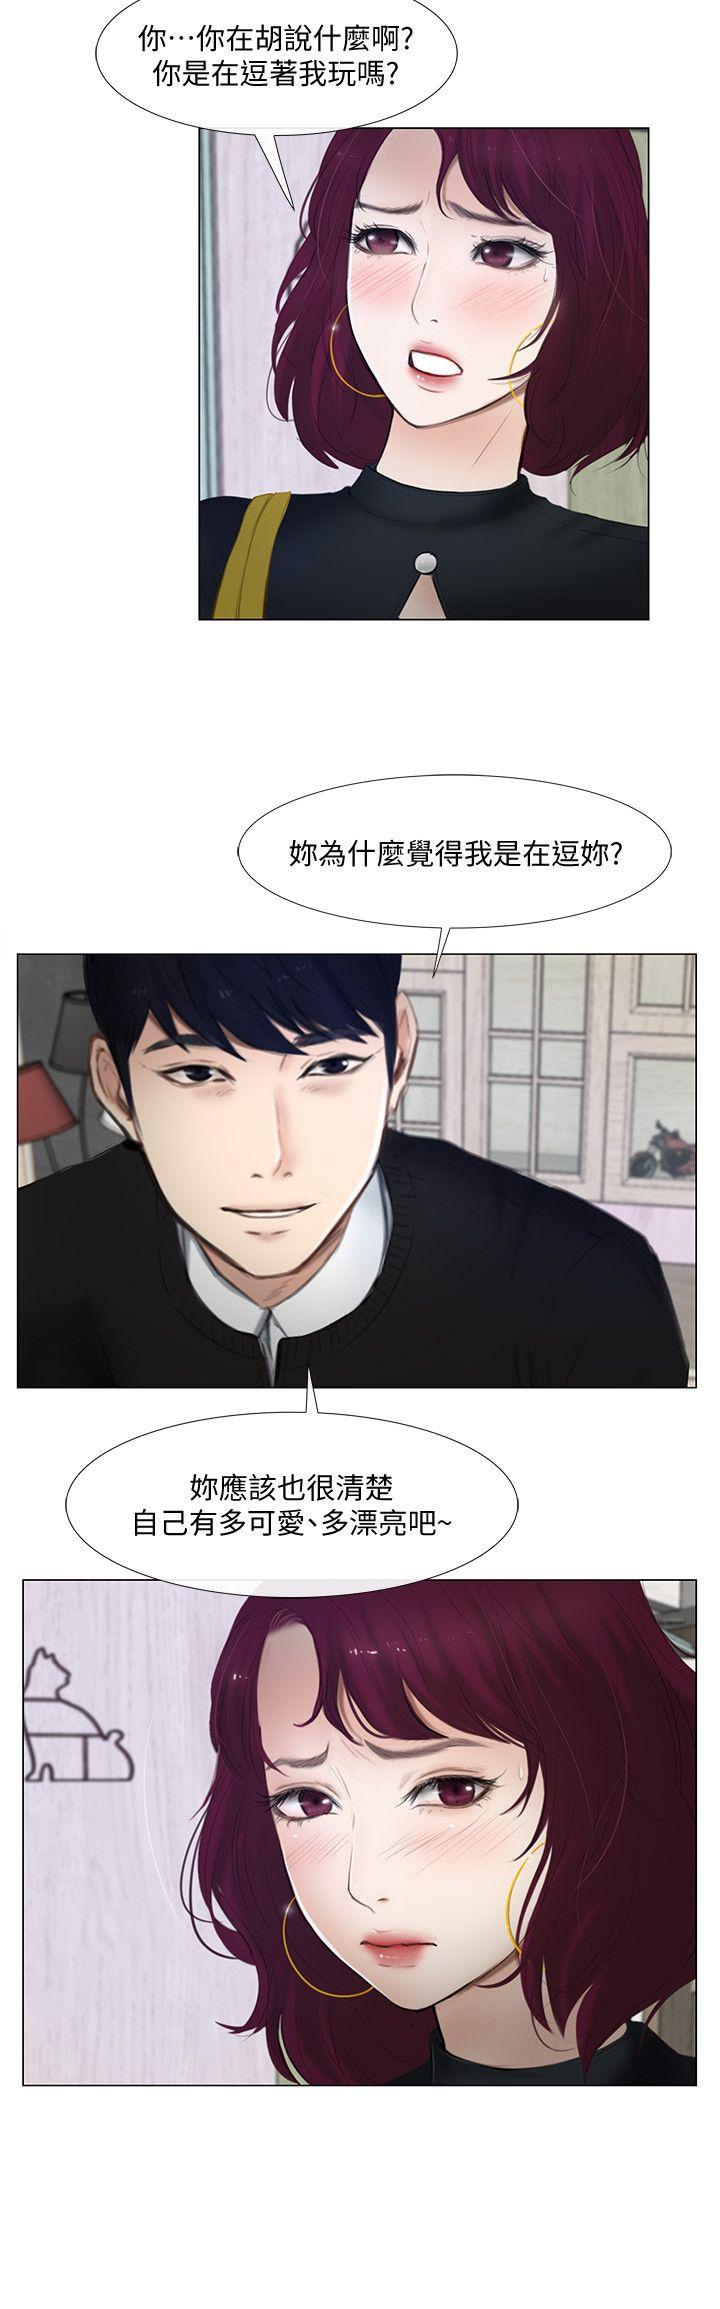 你⋯你在胡說什麼啊?
你是在逗著我玩嗎?
妳為什麼覺得我是在逗妳?
妳應該也很清楚
自己有多可愛、多漂亮吧~